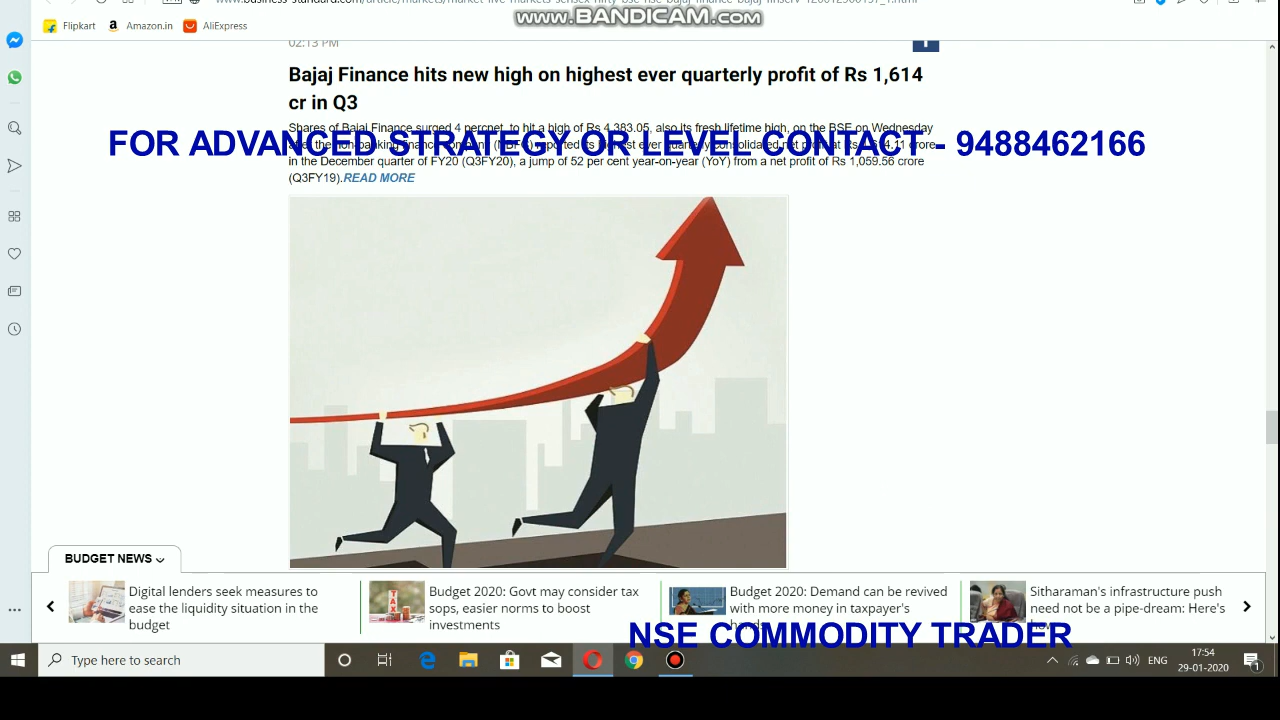 www.BANDICAM.com
Flipkart
Amazon.in
AliExpress
02:13 PM
Bajaj Finance hits new high on highest ever quarterly profit of Rs 1,614
cr in Q3
Shares of Bajaj Finance surged 4 percnet, to hit a high of Rs 4,383.05, also its fresh lifetime high, on the BSE on Wednesday
FOR ADVANCED STRATEGY OR LEVEL CONTACT - 9488462166
in the December quarter of FY20 (Q3FY20), a jump of 52 per cent year-on-year (YoY) from a net profit of Rs 1,059.56 crore
(Q3FY19).READ MORE
BUDGET NEWS
Digital lenders seek measures to
ease the liquidity situation in the
budget
Budget 2020: Govt may consider tax
sops, easier norms to boost
investments
Budget 2020: Demand can be revived
with more money in taxpayer's
Sitharaman's infrastructure push
need not be a pipe-dream: Here's
NSE COMMODITY TRADER
Type here to search
ENG
17:54
29-01-2020
1